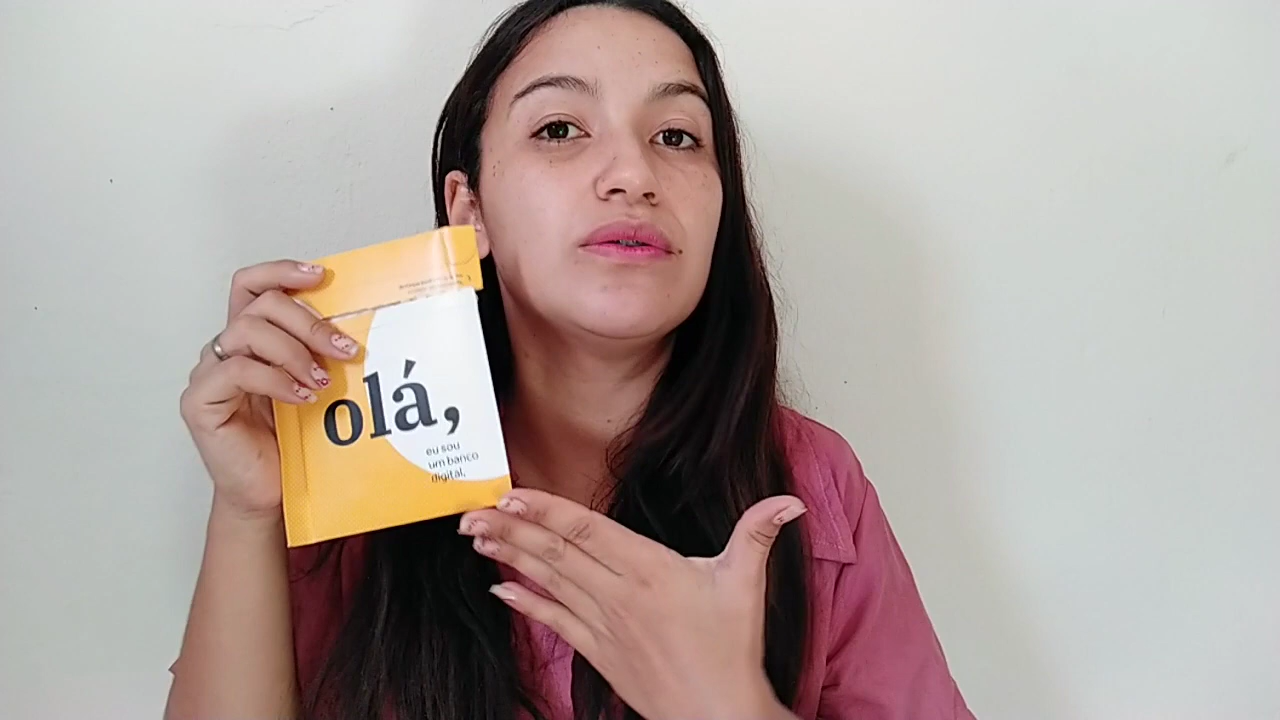 olá,
eu sou
um banco
digital.